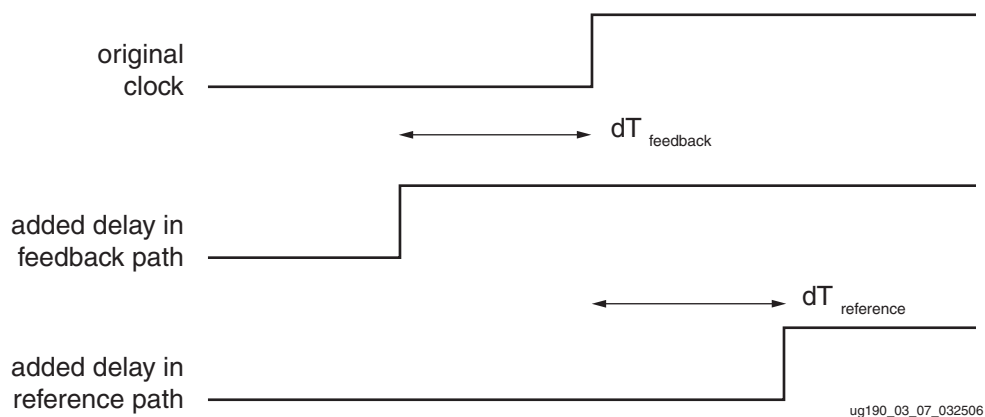 original
clock
dT feedback
added delay in
feedback path
dT reference
added delay in
reference path
ug190_03_07_032506